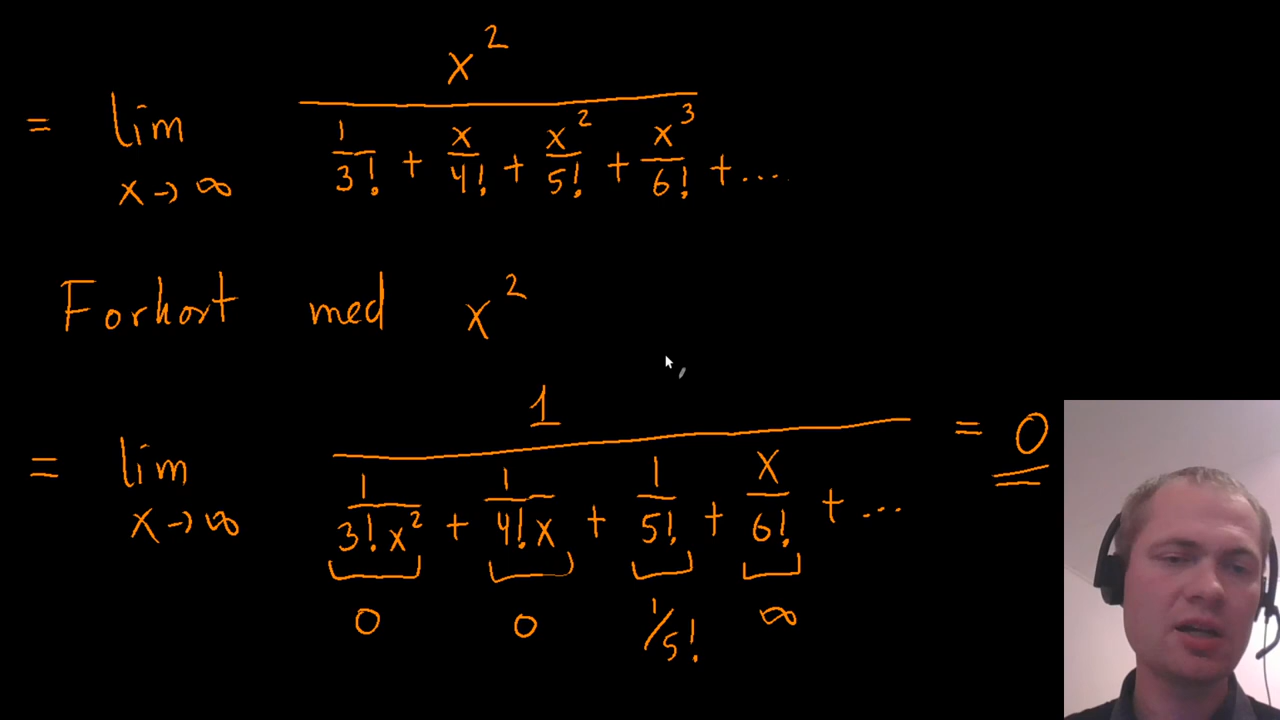 = lim x→∞ x² / (1/3! + x/4! + x²/5! + x³/6! + ....)
Forkort med x²
= lim x→∞ 1 / (1/3!x² + 1/4!x + 1/5! + x/6! + ...) = 0
0 0 1/5! ∞